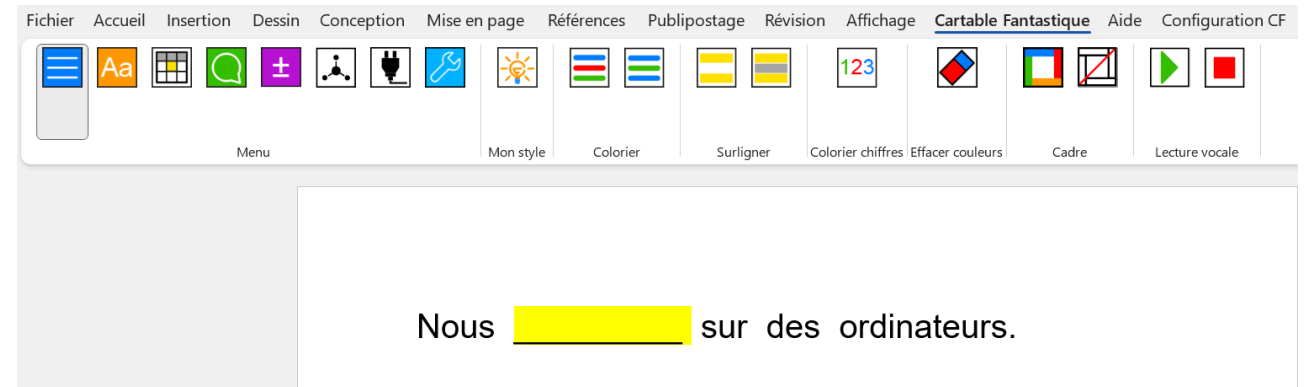 Fichier Accueil Insertion Dessin Conception Mise en page Références Publipostage Révision Affichage Cartable Fantastique Aide Configuration CF
Aa ± 123
Menu Mon style Colorier Surligner Colorier chiffres Effacer couleurs Cadre Lecture vocale
Nous __________ sur des ordinateurs.